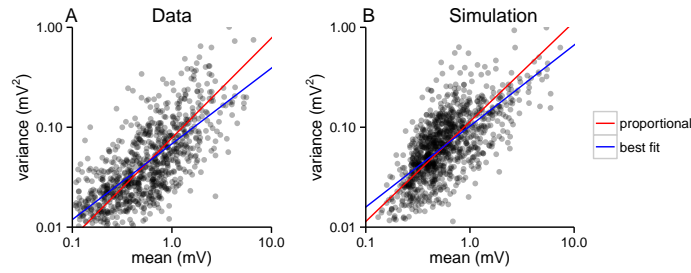 A Data
B Simulation
1.00
0.10
0.01
variance (mV²)
0.1 1.0 10.0
mean (mV)
1.00
0.10
0.01
variance (mV²)
0.1 1.0 10.0
mean (mV)
proportional
best fit